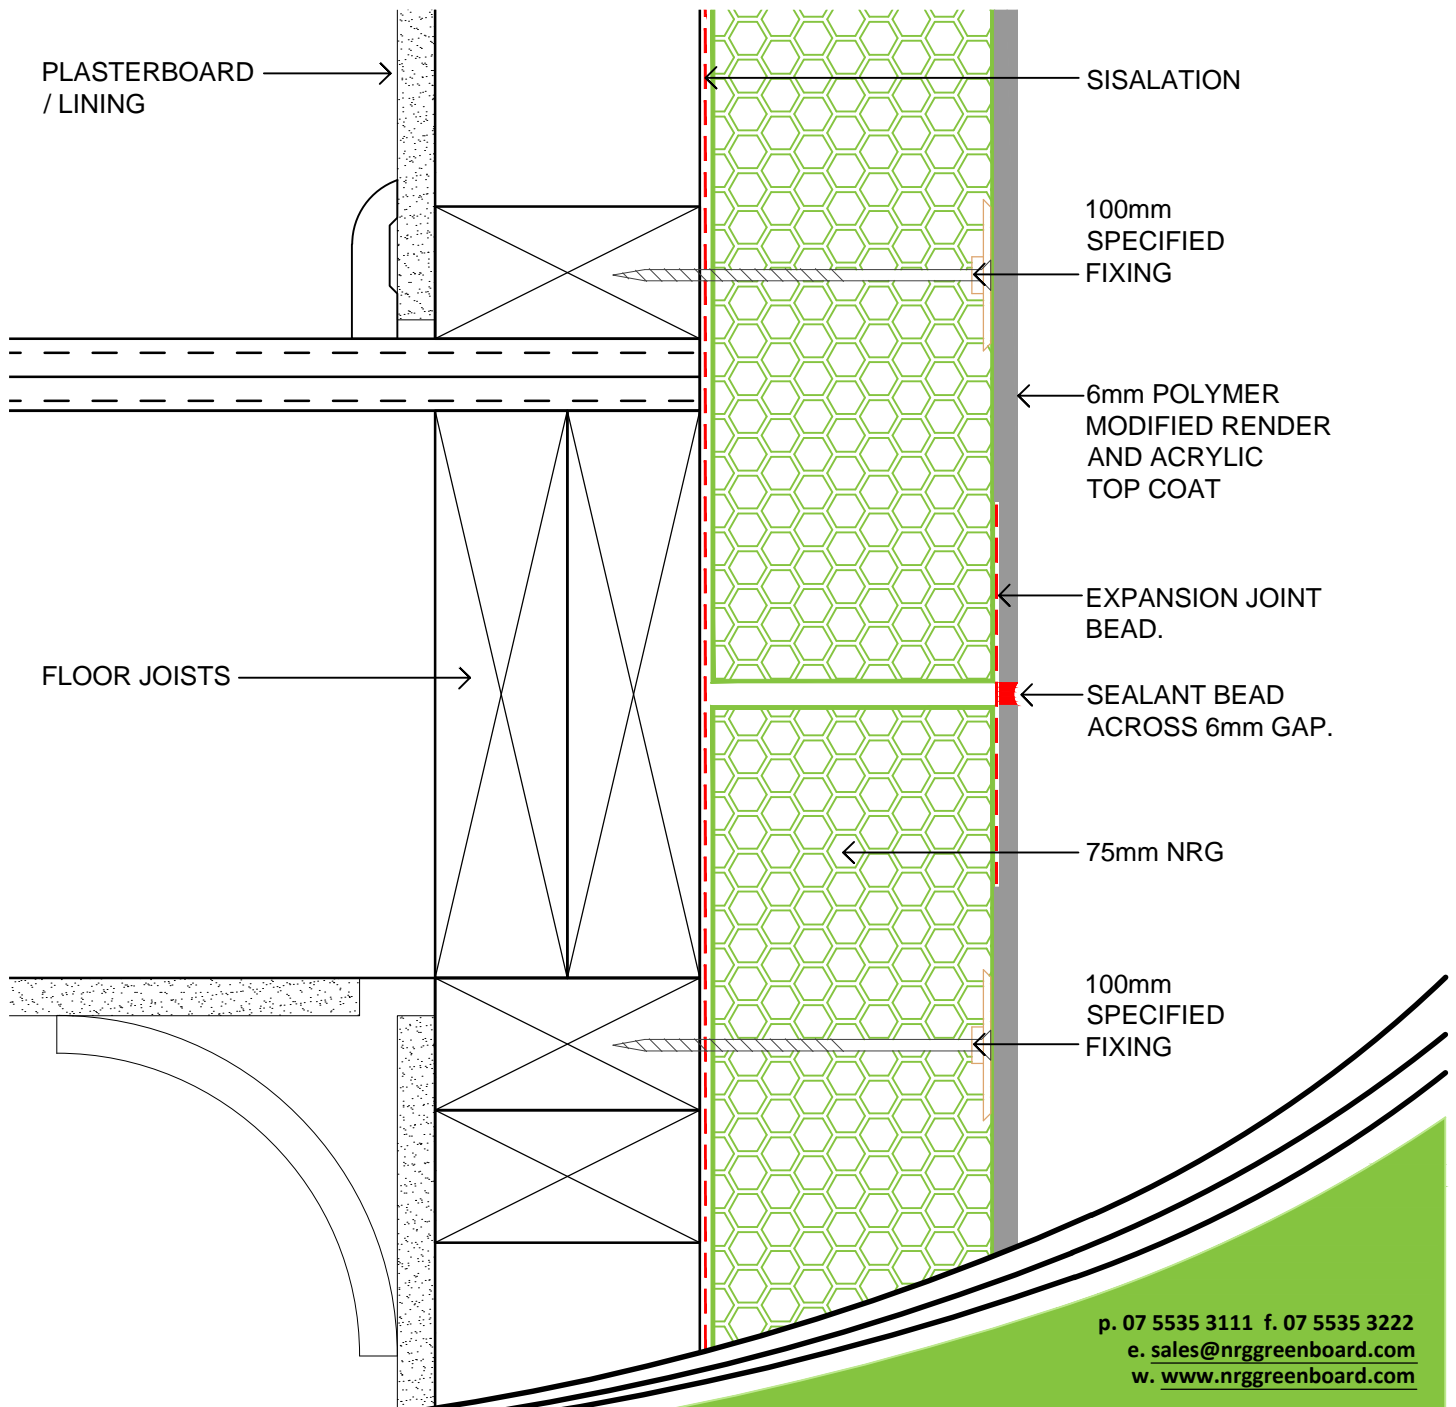 PLASTERBOARD
/ LINING
SISALATION
100mm
SPECIFIED
FIXING
6mm POLYMER
MODIFIED RENDER
AND ACRYLIC
TOP COAT
EXPANSION JOINT
BEAD.
FLOOR JOISTS
SEALANT BEAD
ACROSS 6mm GAP.
75mm NRG
100mm
SPECIFIED
FIXING
p. 07 5535 3111 f. 07 5535 3222
e. sales@nrggreenboard.com
w. www.nrggreenboard.com